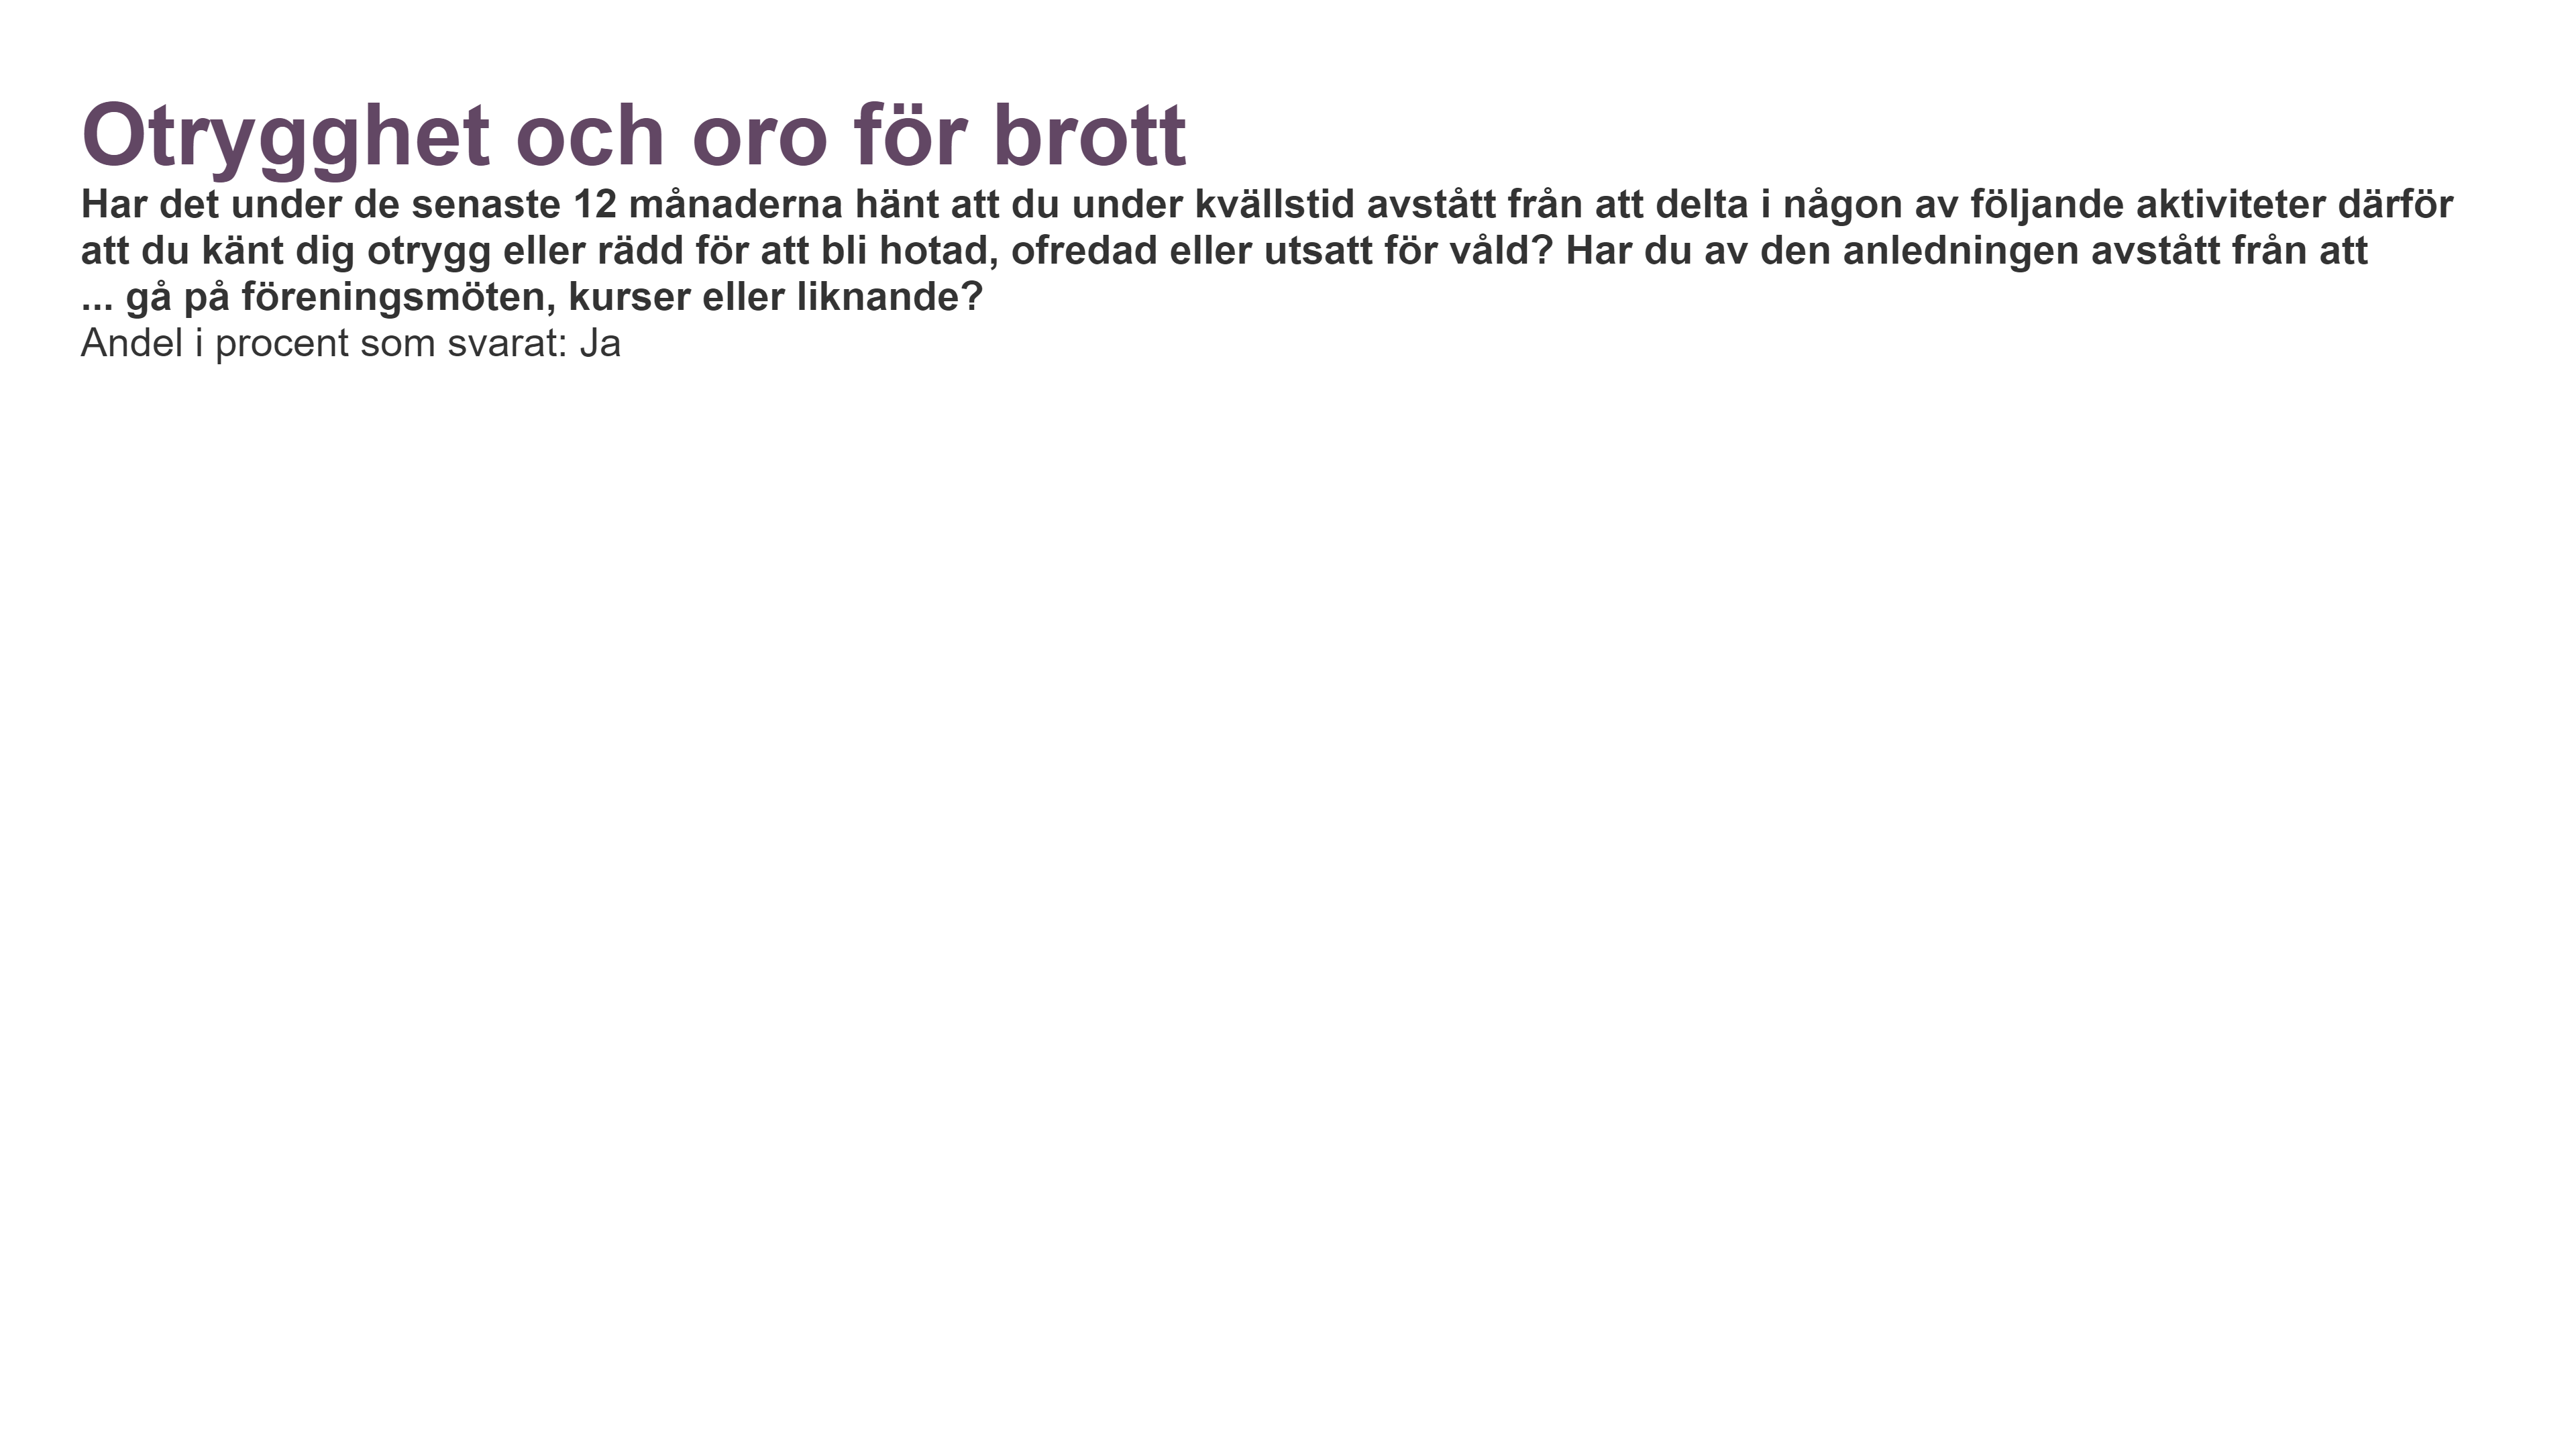 Otrygghet och oro för brott
Har det under de senaste 12 månaderna hänt att du under kvällstid avstått från att delta i någon av följande aktiviteter därför
att du känt dig otrygg eller rädd för att bli hotad, ofredad eller utsatt för våld? Har du av den anledningen avstått från att
... gå på föreningsmöten, kurser eller liknande?
Andel i procent som svarat: Ja